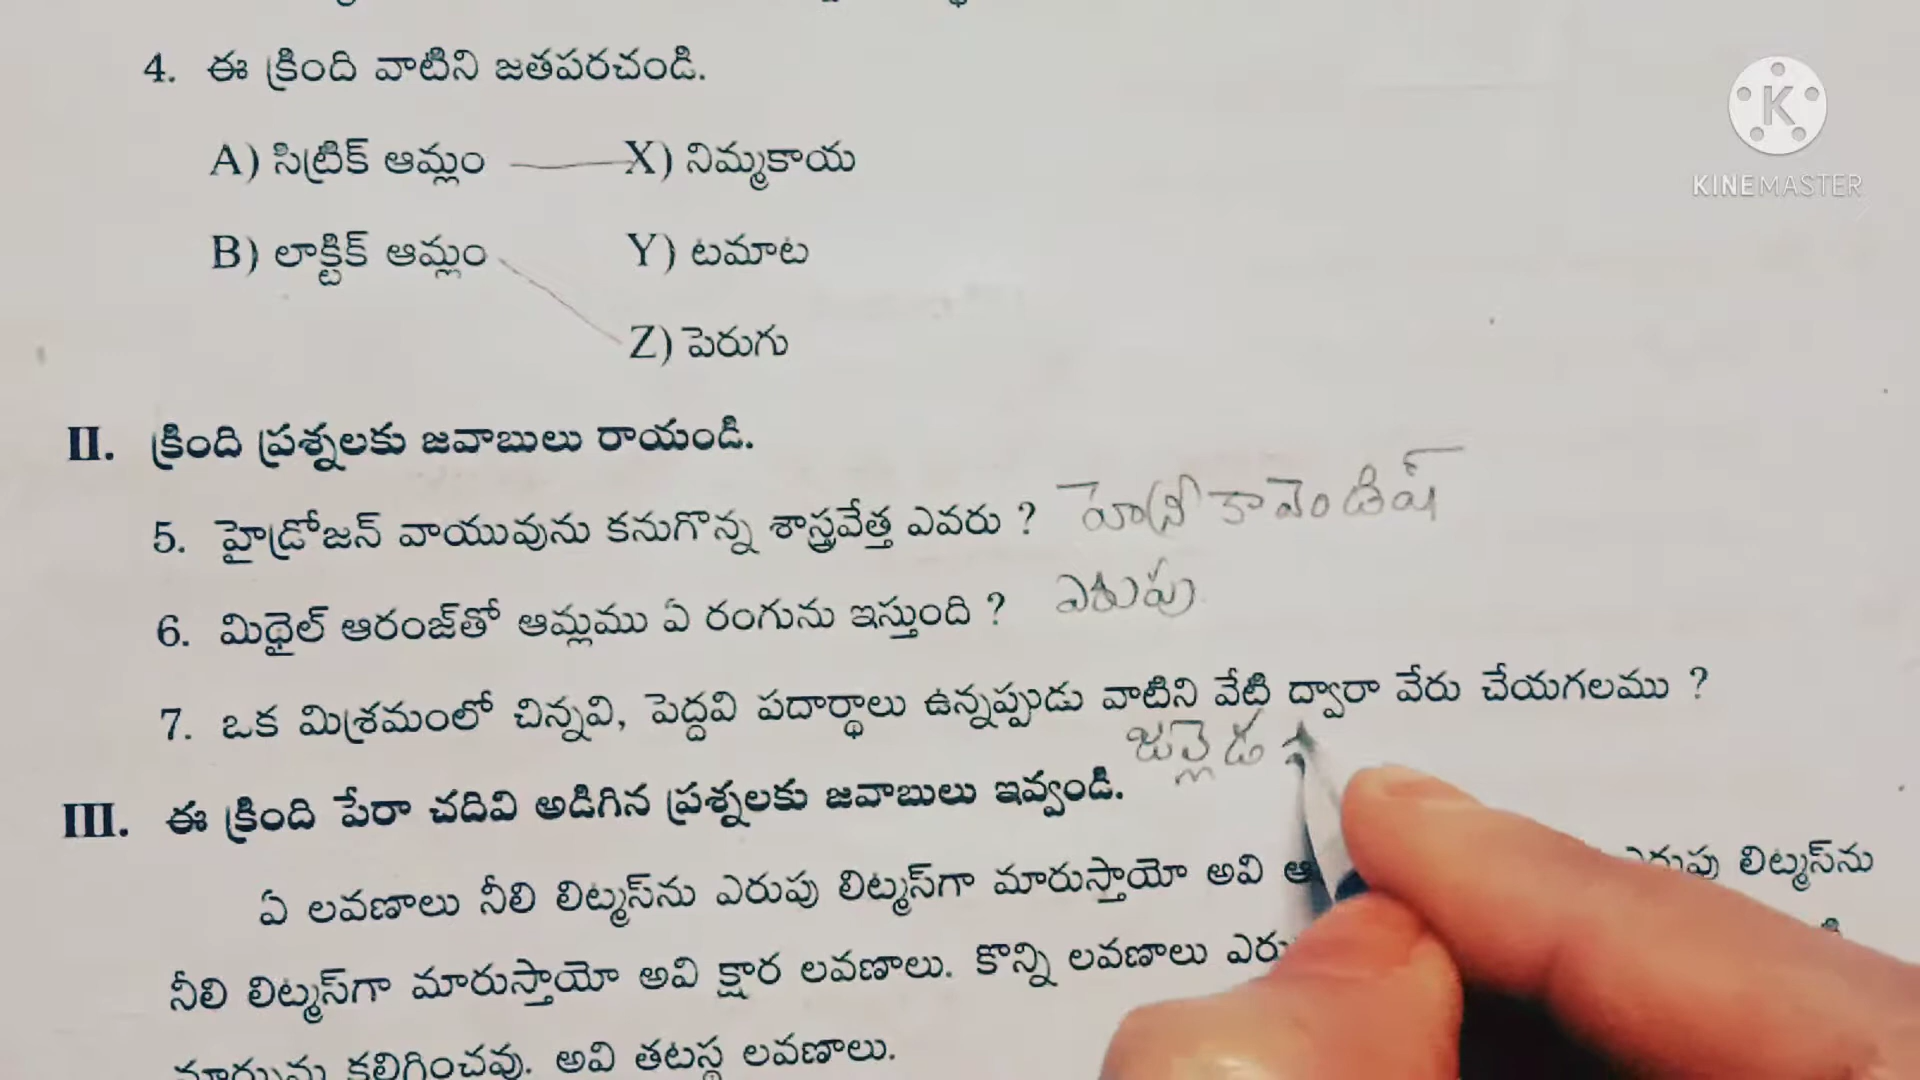 4. ఈ క్రింది వాటిని జతపరచండి.
A) సిట్రిక్ ఆమ్లం X) నిమ్మకాయ
B) లాక్టిక్ ఆమ్లం Y) టమాట
Z) పెరుగు
KINEMASTER
II. క్రింది ప్రశ్నలకు జవాబులు రాయండి.
5. హైడ్రోజన్ వాయువును కనుగొన్న శాస్త్రవేత్త ఎవరు ? హెన్రీ కావెండిష్
6. మిథైల్ ఆరంజ్‌తో ఆమ్లము ఏ రంగును ఇస్తుంది ? ఎరుపు
7. ఒక మిశ్రమంలో చిన్నవి, పెద్దవి పదార్థాలు ఉన్నప్పుడు వాటిని వేటి ద్వారా వేరు చేయగలము ?
జల్లెడ
III. ఈ క్రింది పేరా చదివి అడిగిన ప్రశ్నలకు జవాబులు ఇవ్వండి.
ఏ లవణాలు నీలి లిట్మస్‌ను ఎరుపు లిట్మస్‌గా మారుస్తాయో అవి ఎరుపు లిట్మస్‌ను
నీలి లిట్మస్‌గా మారుస్తాయో అవి క్షార లవణాలు. కొన్ని లవణాలు
కలిగించవు. అవి తటస్థ లవణాలు.